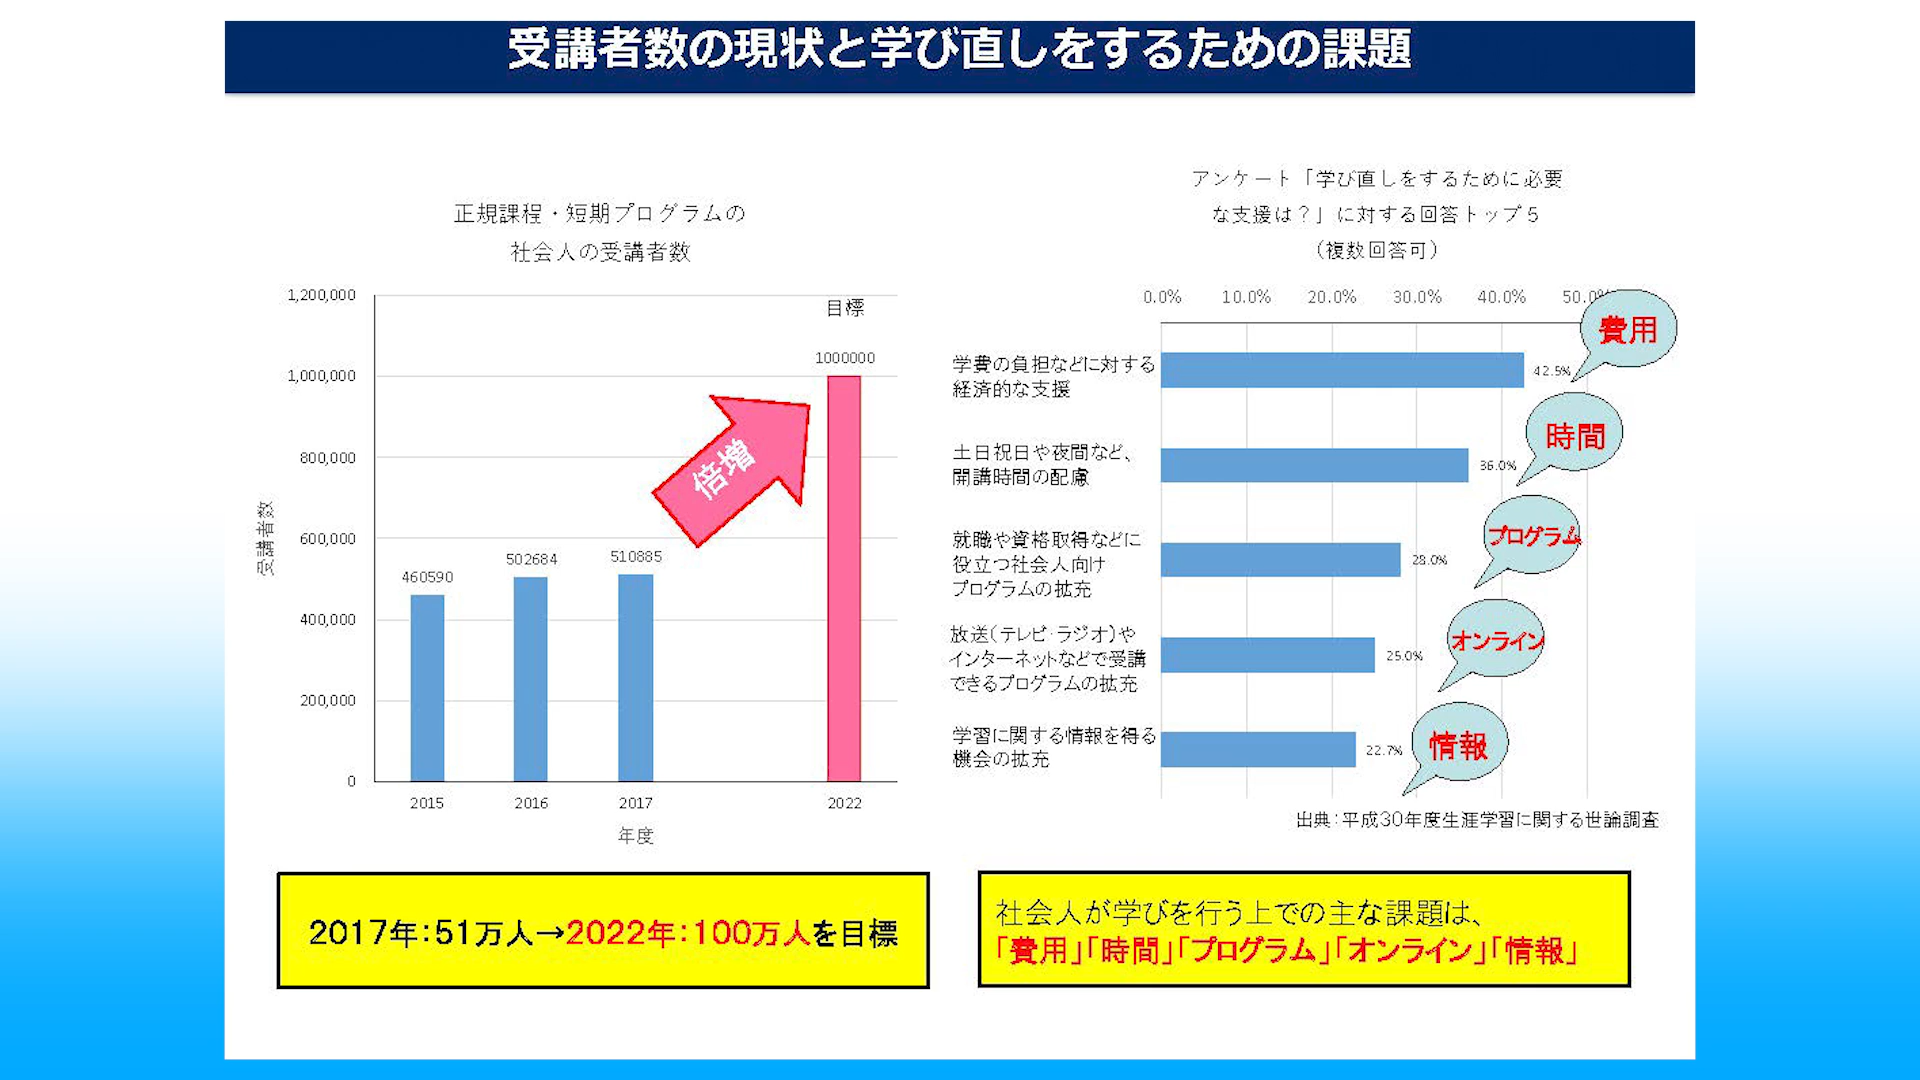 受講者数の現状と学び直しをするための課題
正規課程・短期プログラムの
社会人の受講者数
受講者数
1,200,000
1,000,000
800,000
600,000
400,000
200,000
0
460590
502684
510885
目標
1000000
倍増
2015
2016
2017
2022
年度
2017年：51万人→2022年：100万人を目標
アンケート「学び直しをするために必要
な支援は？」に対する回答トップ５
（複数回答可）
0.0%
10.0%
20.0%
30.0%
40.0%
50.0%
学費の負担などに対する
経済的な支援
42.5%
費用
土日祝日や夜間など、
開講時間の配慮
36.0%
時間
就職や資格取得などに
役立つ社会人向け
プログラムの拡充
28.0%
プログラム
放送（テレビ・ラジオ）や
インターネットなどで受講
できるプログラムの拡充
25.0%
オンライン
学習に関する情報を得る
機会の拡充
22.7%
情報
出典：平成30年度生涯学習に関する世論調査
社会人が学びを行う上での主な課題は、
「費用」「時間」「プログラム」「オンライン」「情報」